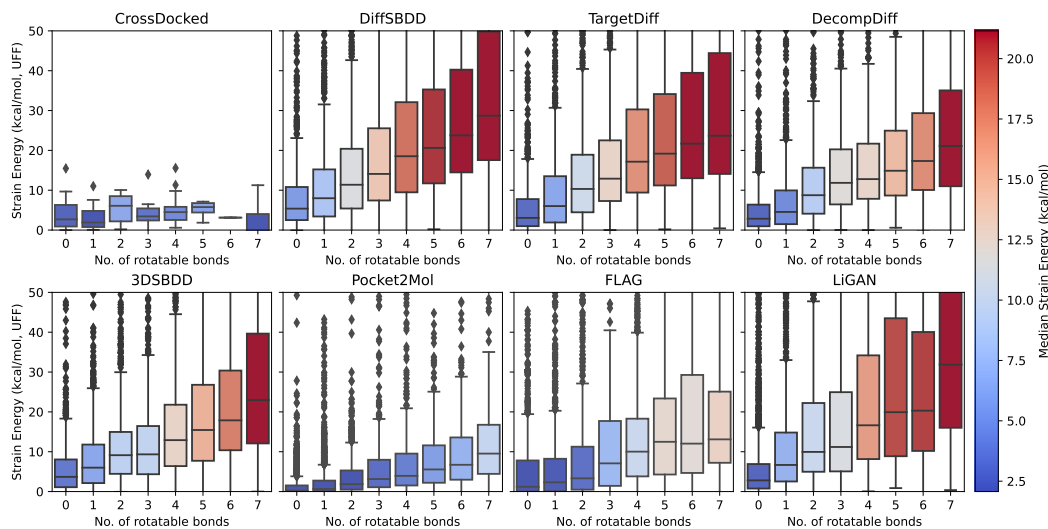 CrossDocked DiffSBDD TargetDiff DecompDiff
Strain Energy (kcal/mol, UFF)
50
40
30
20
10
0
0 1 2 3 4 5 6 7 0 1 2 3 4 5 6 7 0 1 2 3 4 5 6 7 0 1 2 3 4 5 6 7
No. of rotatable bonds No. of rotatable bonds No. of rotatable bonds No. of rotatable bonds
3DSBDD Pocket2Mol FLAG LiGAN
Strain Energy (kcal/mol, UFF)
50
40
30
20
10
0
0 1 2 3 4 5 6 7 0 1 2 3 4 5 6 7 0 1 2 3 4 5 6 7 0 1 2 3 4 5 6 7
No. of rotatable bonds No. of rotatable bonds No. of rotatable bonds No. of rotatable bonds
20.0
17.5
15.0
12.5
10.0
7.5
5.0
2.5
Median Strain Energy (kcal/mol)